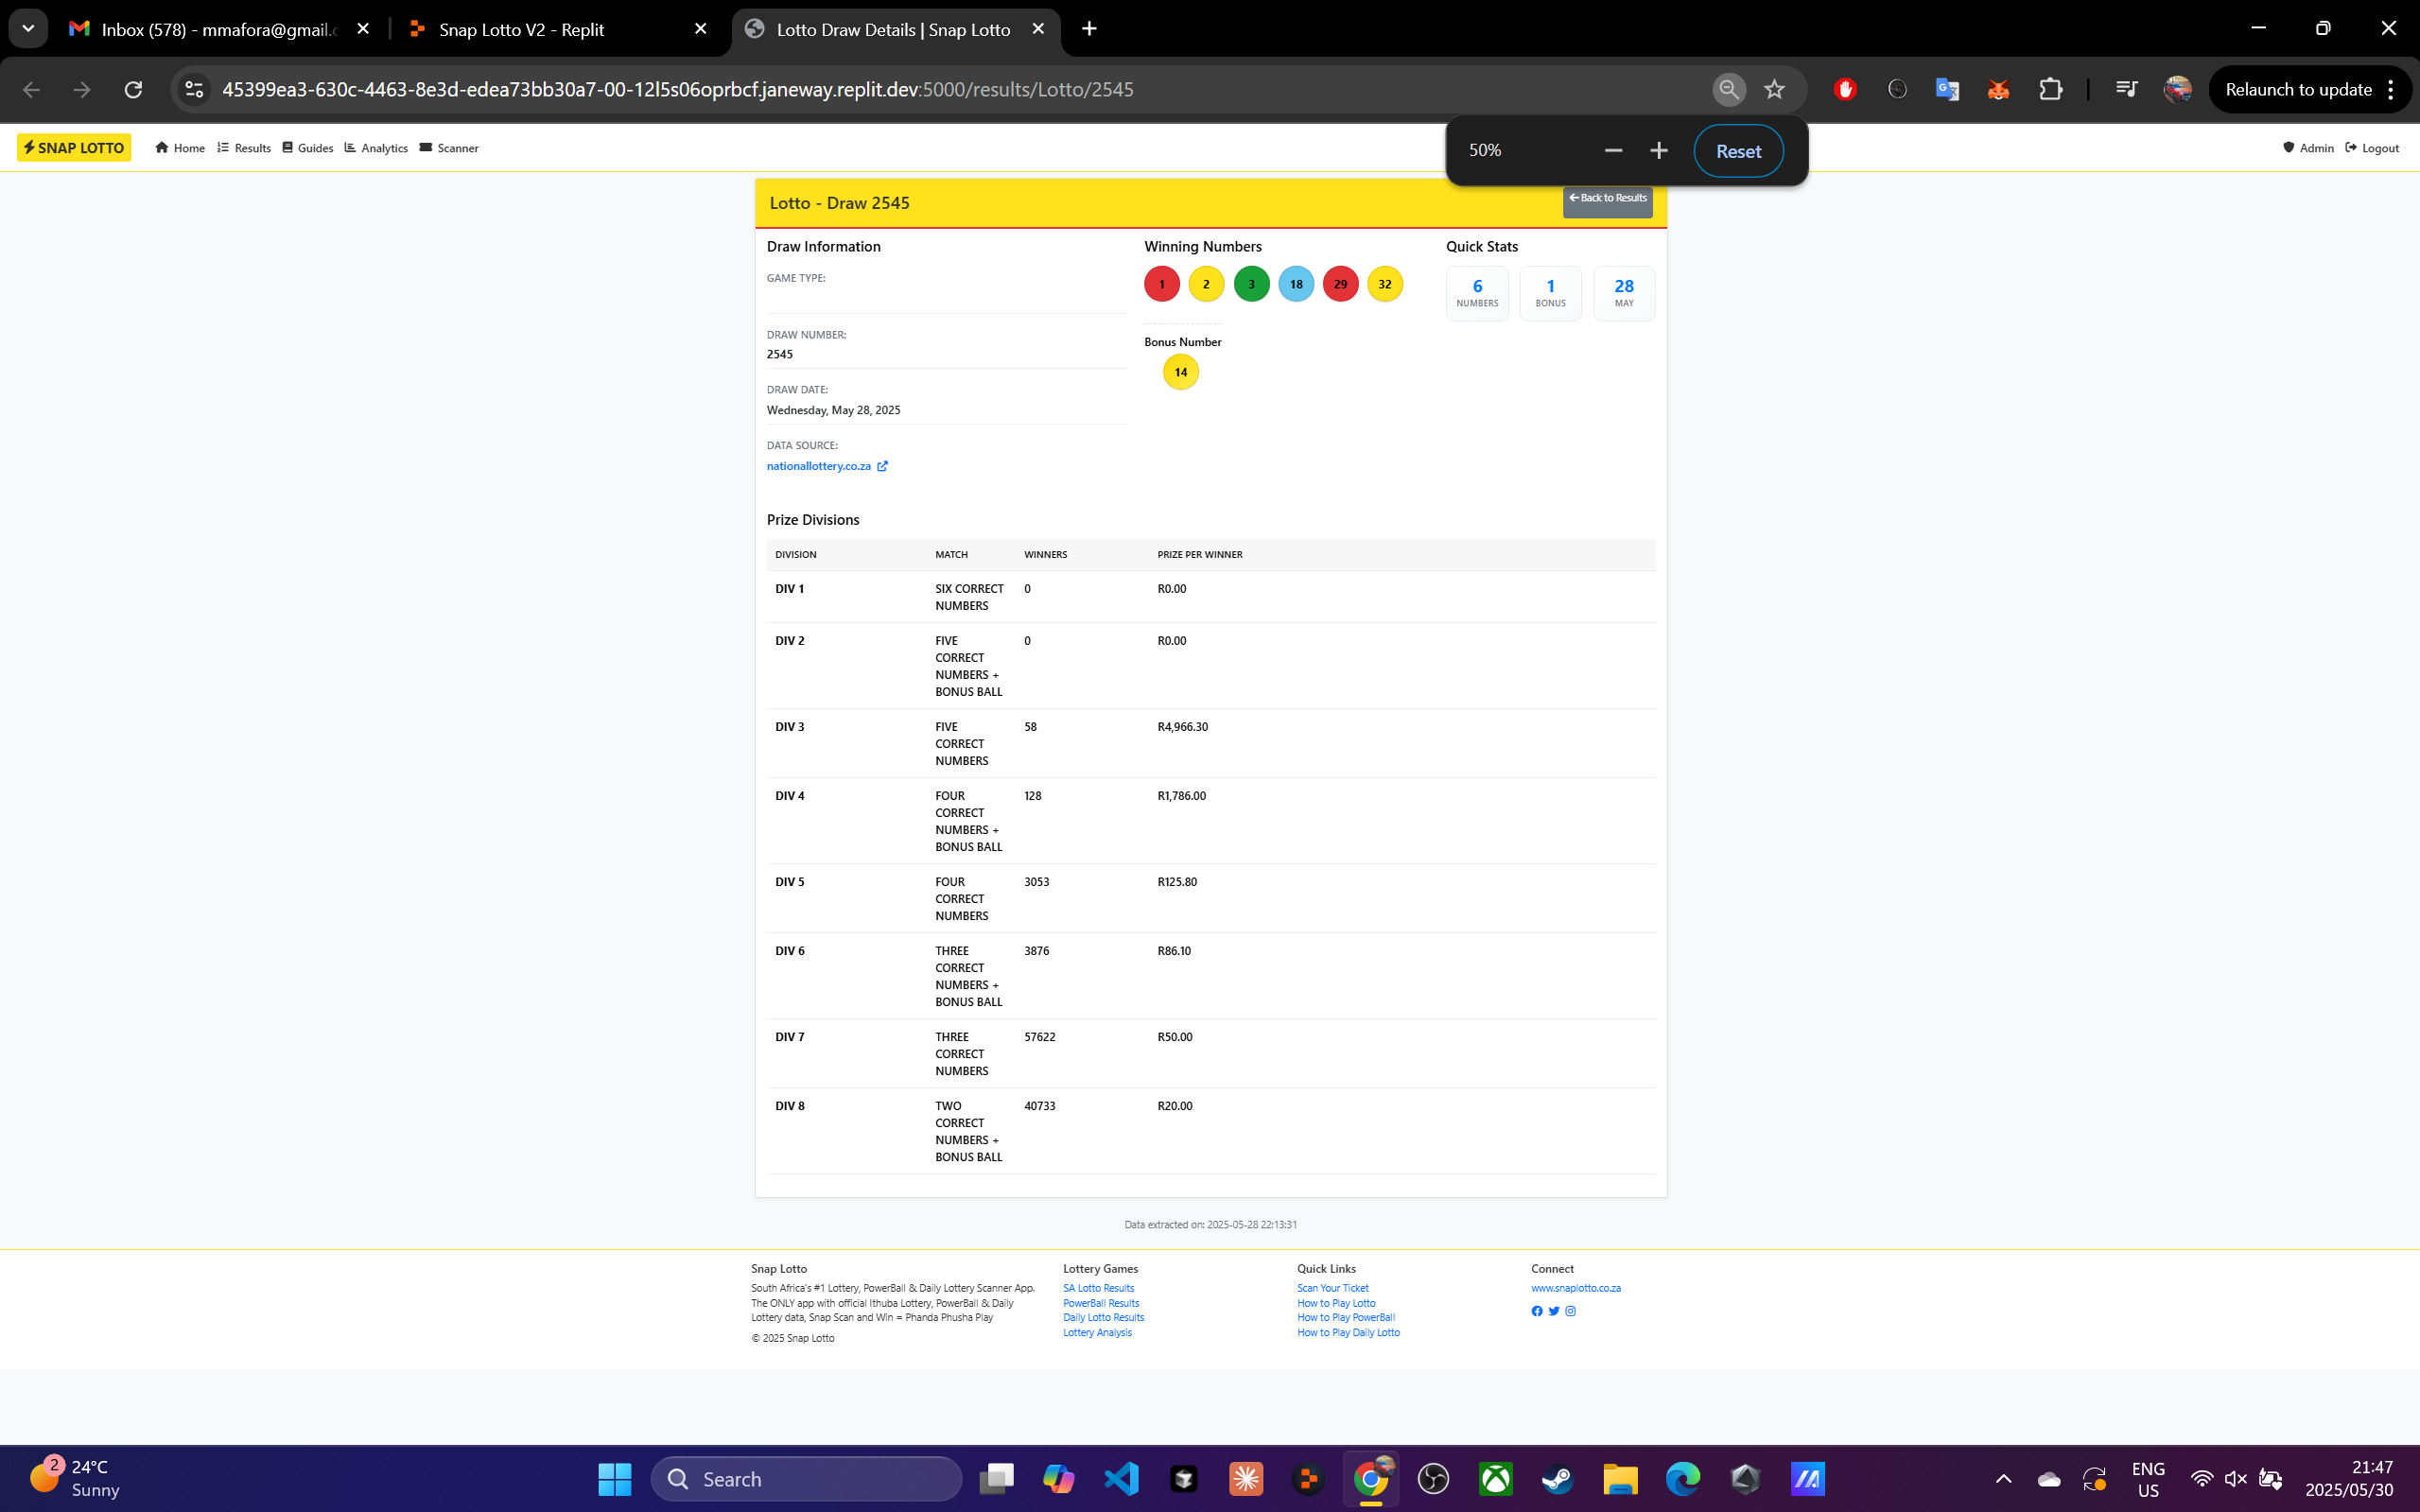 Inbox (578) - mmafora@gmail.c
Snap Lotto V2 - Replit
Lotto Draw Details | Snap Lotto
45399ea3-630c-4463-8e3d-edea73bb30a7-00-12l5s06oprbcf.janeway.replit.dev:5000/results/Lotto/2545
Relaunch to update
50%
Reset
SNAP LOTTO
Home
Results
Guides
Analytics
Scanner
Admin
Logout
Lotto - Draw 2545
Back to Results
Draw Information
GAME TYPE:
DRAW NUMBER:
2545
DRAW DATE:
Wednesday, May 28, 2025
DATA SOURCE:
nationallottery.co.za
Winning Numbers
1 2 3 18 29 32
Bonus Number
14
Quick Stats
6
NUMBERS
1
BONUS
28
MAY
Prize Divisions
DIVISION MATCH WINNERS PRIZE PER WINNER
DIV 1 SIX CORRECT 0 R0.00
NUMBERS
DIV 2 FIVE 0 R0.00
CORRECT
NUMBERS +
BONUS BALL
DIV 3 FIVE 58 R4,966.30
CORRECT
NUMBERS
DIV 4 FOUR 128 R1,786.00
CORRECT
NUMBERS +
BONUS BALL
DIV 5 FOUR 3053 R125.80
CORRECT
NUMBERS
DIV 6 THREE 3876 R86.10
CORRECT
NUMBERS +
BONUS BALL
DIV 7 THREE 57622 R50.00
CORRECT
NUMBERS
DIV 8 TWO 40733 R20.00
CORRECT
NUMBERS +
BONUS BALL
Data extracted on: 2025-05-28 22:13:31
Snap Lotto
South Africa's #1 Lottery, PowerBall & Daily Lottery Scanner App.
The ONLY app with official Ithuba Lottery, PowerBall & Daily
Lottery data, Snap Scan and Win = Phanda Phusha Play
© 2025 Snap Lotto
Lottery Games
SA Lotto Results
PowerBall Results
Daily Lotto Results
Lottery Analysis
Quick Links
Scan Your Ticket
How to Play Lotto
How to Play PowerBall
How to Play Daily Lotto
Connect
www.snaplotto.co.za
2
24°C
Sunny
Search
ENG
US
21:47
2025/05/30